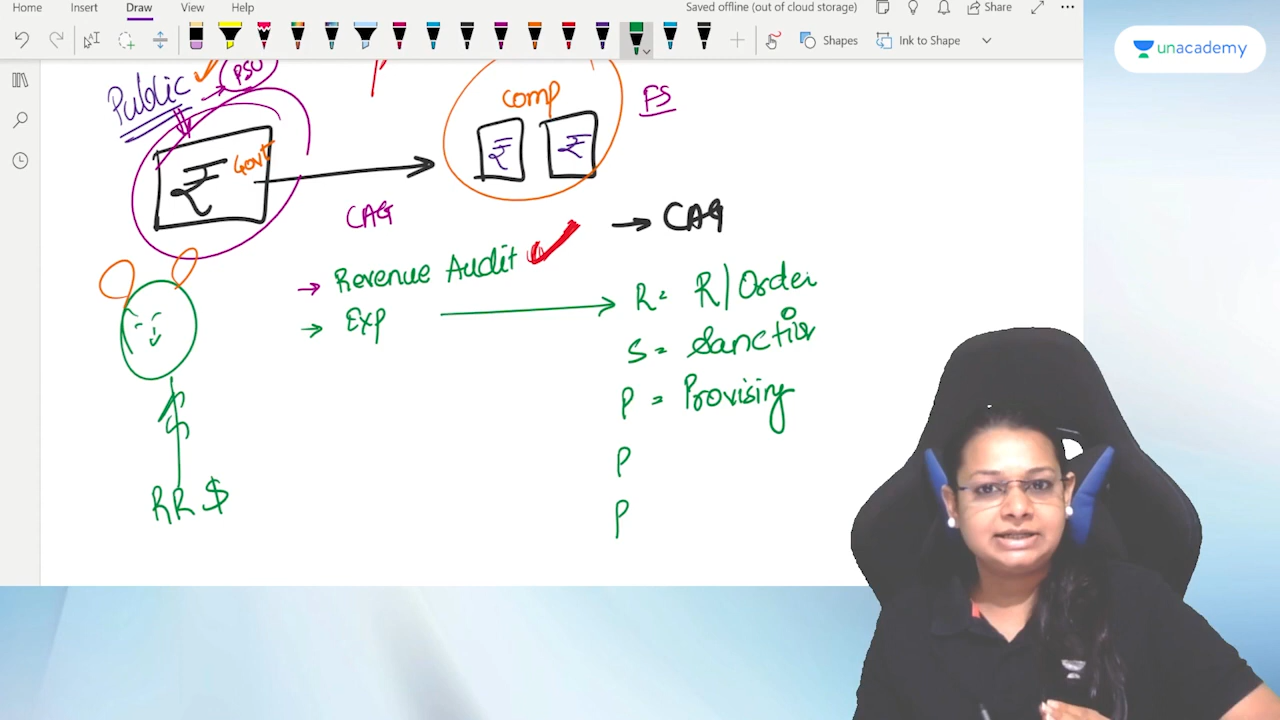 Home Insert Draw View Help
Saved offline (out of cloud storage)
Share
Shapes
Ink to Shape
unacademy
PSU
Public
Comp
FS
₹ Govt
₹ ₹
CAG
→ CAG
→ Revenue Audit
→ Exp
R = R/Order
S = Sanction
P = Provising
P
P
RR $